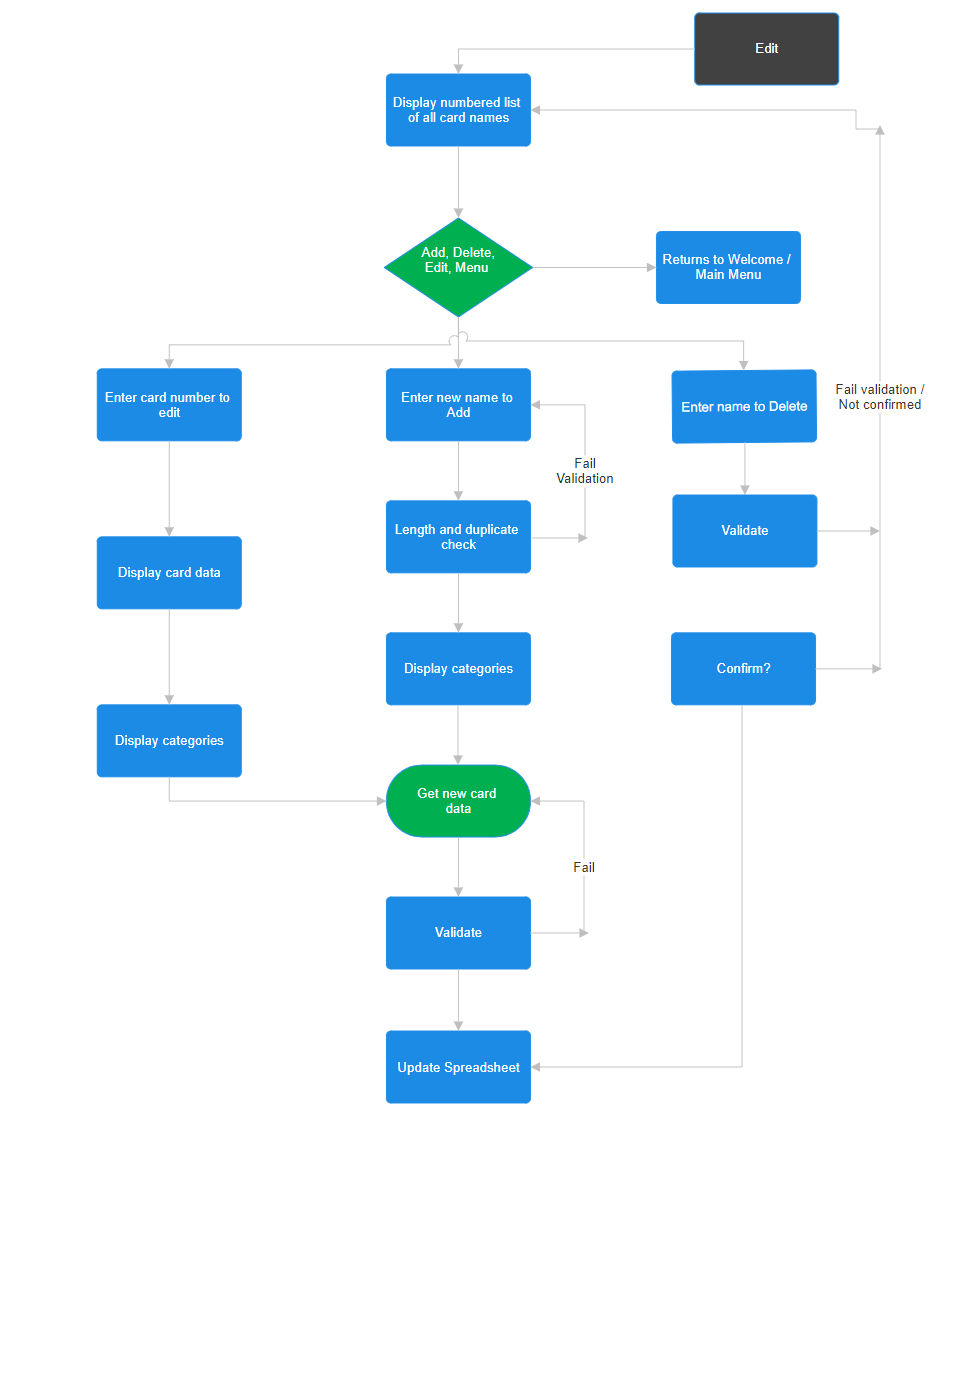 Edit
Display numbered list
of all card names
Add, Delete,
Edit, Menu
Returns to Welcome /
Main Menu
Enter card number to
edit
Enter new name to
Add
Enter name to Delete
Fail validation /
Not confirmed
Fail
Validation
Length and duplicate
check
Validate
Display card data
Display categories
Confirm?
Display categories
Get new card
data
Fail
Validate
Update Spreadsheet